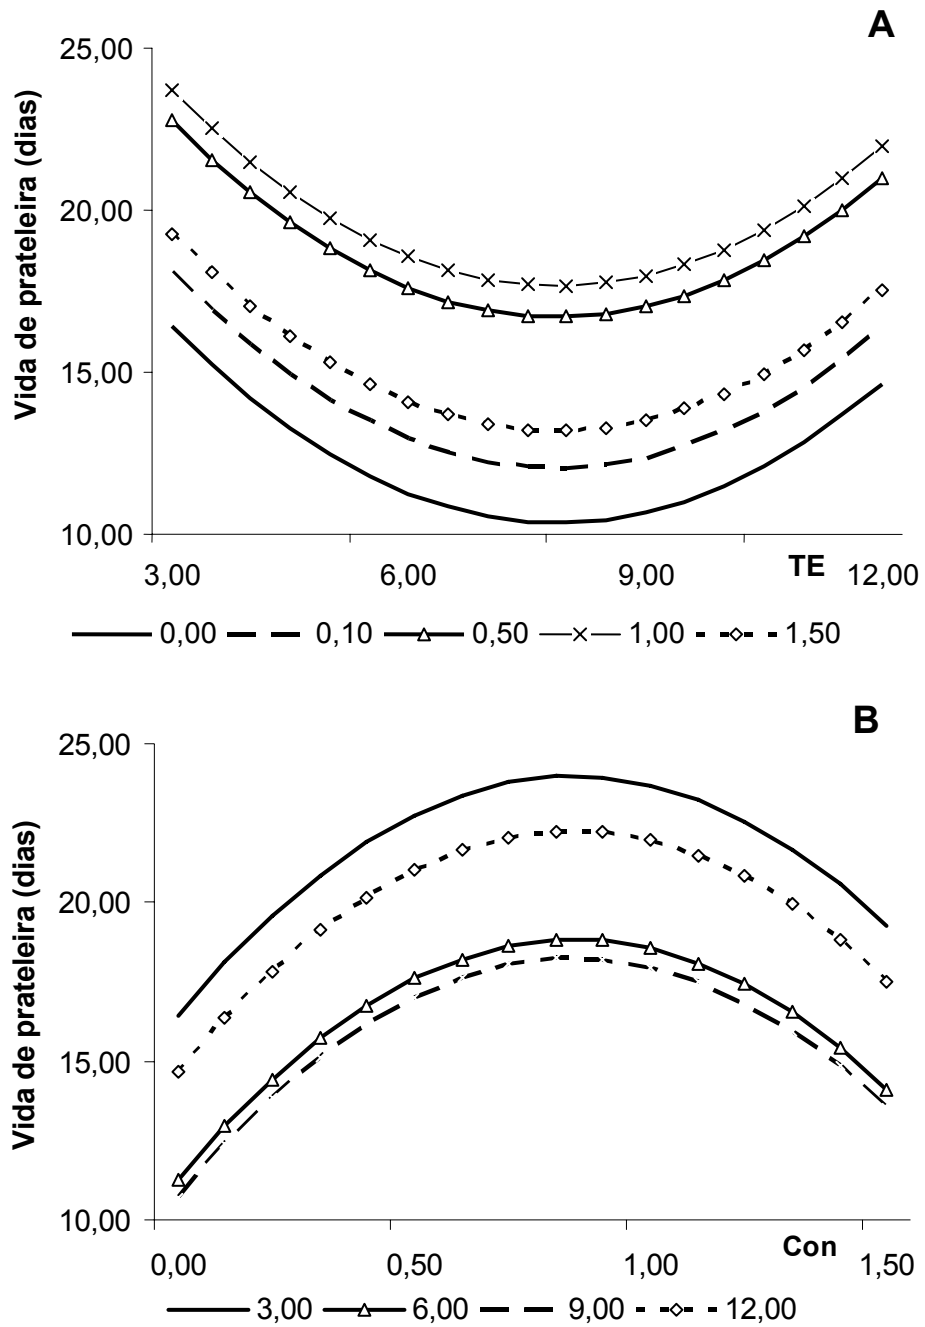 A
Vida de prateleira (dias)
25,00
20,00
15,00
10,00
3,00 6,00 9,00 TE 12,00
0,00 0,10 0,50 1,00 1,50
B
Vida de prateleira (dias)
25,00
20,00
15,00
10,00
0,00 0,50 1,00 Con 1,50
3,00 6,00 9,00 12,00